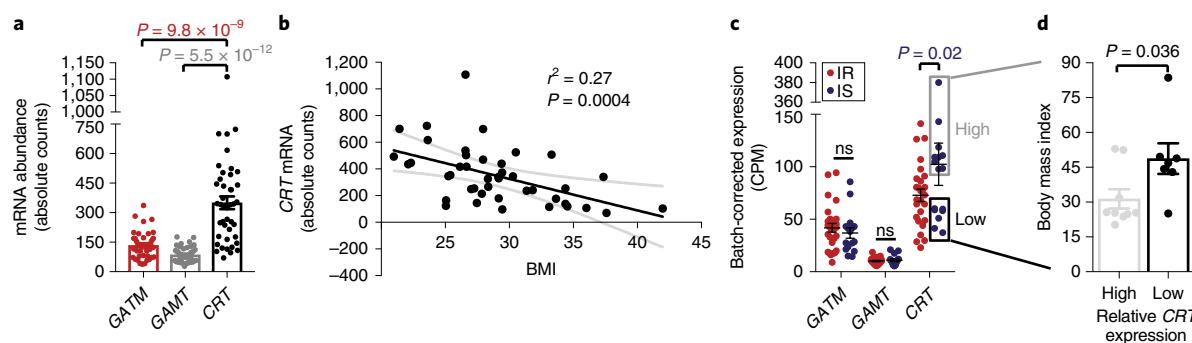 a
P = 9.8 × 10⁻⁹
P = 5.5 × 10⁻¹²
mRNA abundance
(absolute counts)
1,150
1,100
1,050
1,000
750
600
450
300
150
0
GATM
GAMT
CRT
b
CRT mRNA
(absolute counts)
1,200
1,000
800
600
400
200
0
−200
−400
r² = 0.27
P = 0.0004
25
30
35
40
45
BMI
c
P = 0.02
Batch-corrected expression
(CPM)
400
380
360
150
100
50
0
IR
IS
ns
ns
High
Low
GATM
GAMT
CRT
d
P = 0.036
Body mass index
90
75
60
45
30
15
0
High Low
Relative CRT
expression